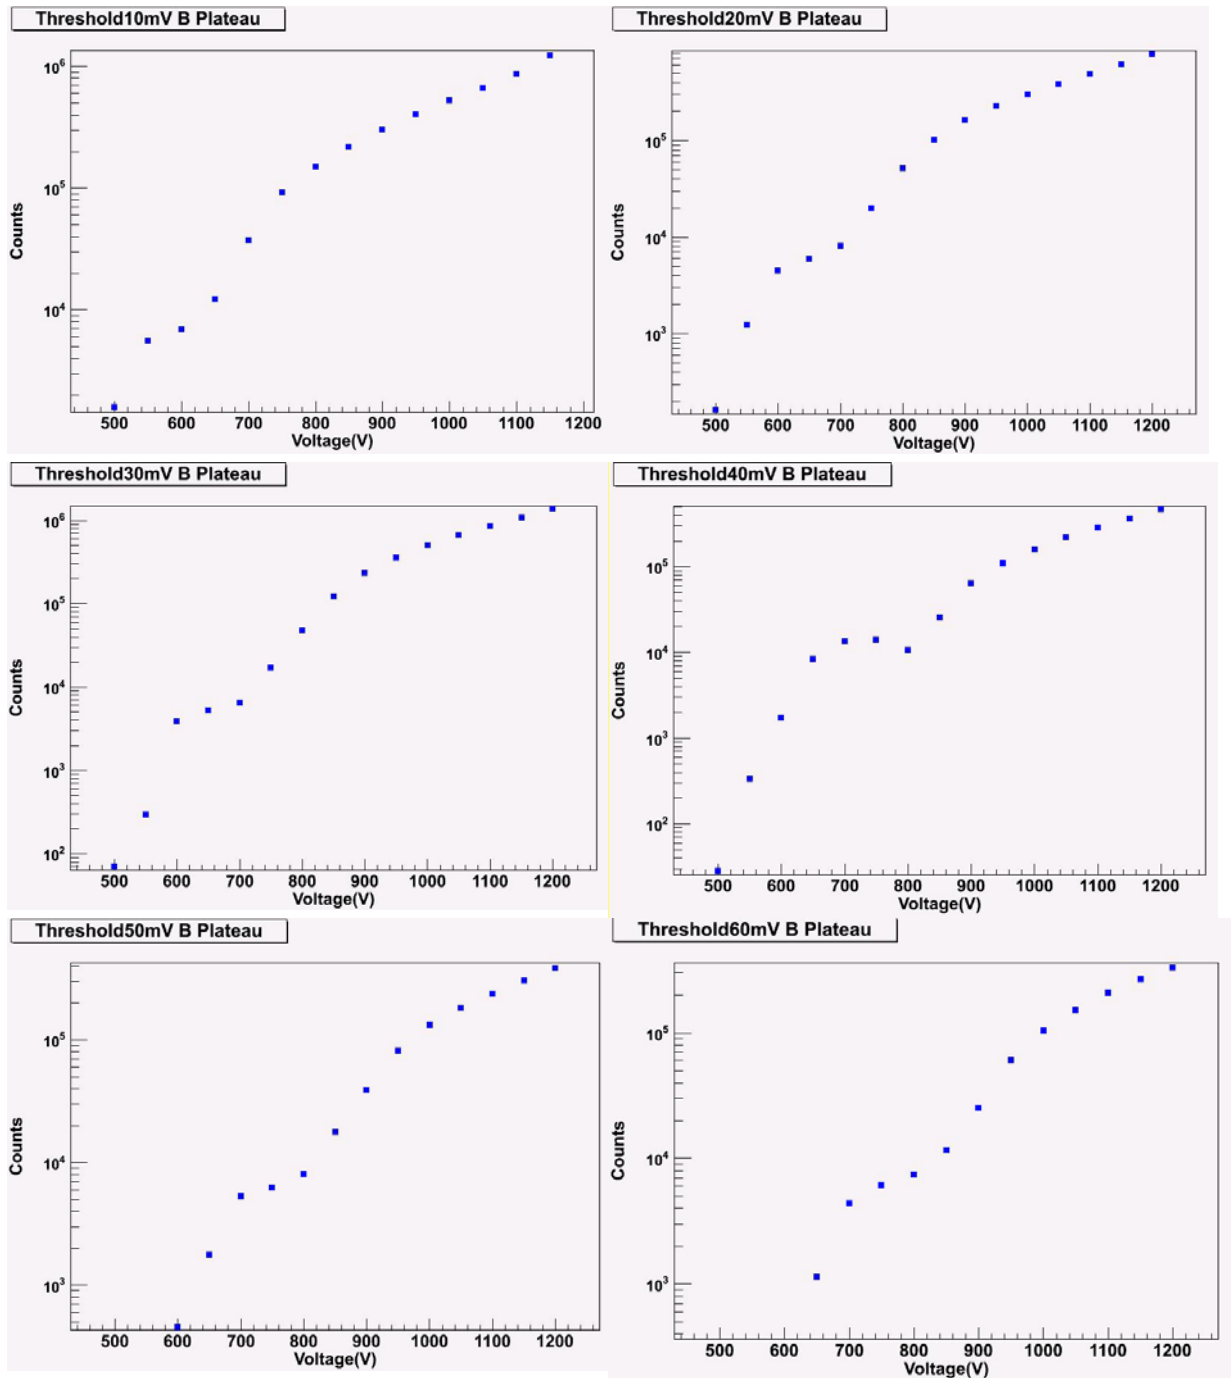 Threshold10mV B Plateau
Counts
10^6
10^5
10^4
500 600 700 800 900 1000 1100 1200
Voltage(V)
Threshold20mV B Plateau
Counts
10^5
10^4
10^3
500 600 700 800 900 1000 1100 1200
Voltage(V)
Threshold30mV B Plateau
Counts
10^6
10^5
10^4
10^3
10^2
500 600 700 800 900 1000 1100 1200
Voltage(V)
Threshold40mV B Plateau
Counts
10^5
10^4
10^3
10^2
500 600 700 800 900 1000 1100 1200
Voltage(V)
Threshold50mV B Plateau
Counts
10^5
10^4
10^3
500 600 700 800 900 1000 1100 1200
Voltage(V)
Threshold60mV B Plateau
Counts
10^5
10^4
10^3
500 600 700 800 900 1000 1100 1200
Voltage(V)